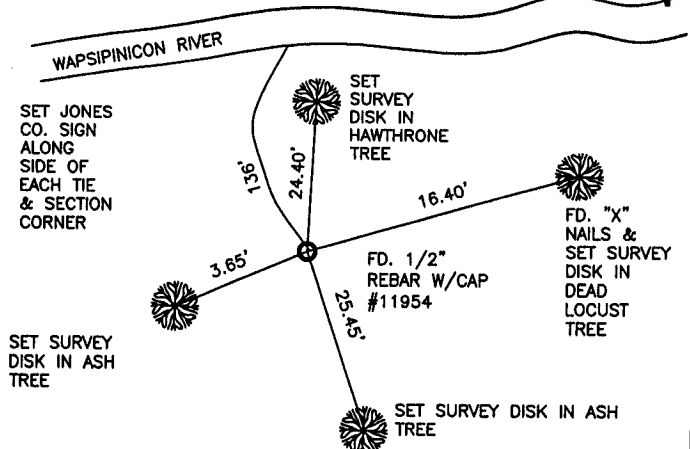 WAPSIPINICON RIVER
SET JONES
CO. SIGN
ALONG
SIDE OF
EACH TIE
& SECTION
CORNER
SET
SURVEY
DISK IN
HAWTHRONE
TREE
136'
24.40'
16.40'
FD. "X"
NAILS &
SET SURVEY
DISK IN
DEAD
LOCUST
TREE
3.65'
FD. 1/2"
REBAR W/CAP
#11954
25.45'
SET SURVEY
DISK IN ASH
TREE
SET SURVEY DISK IN ASH
TREE